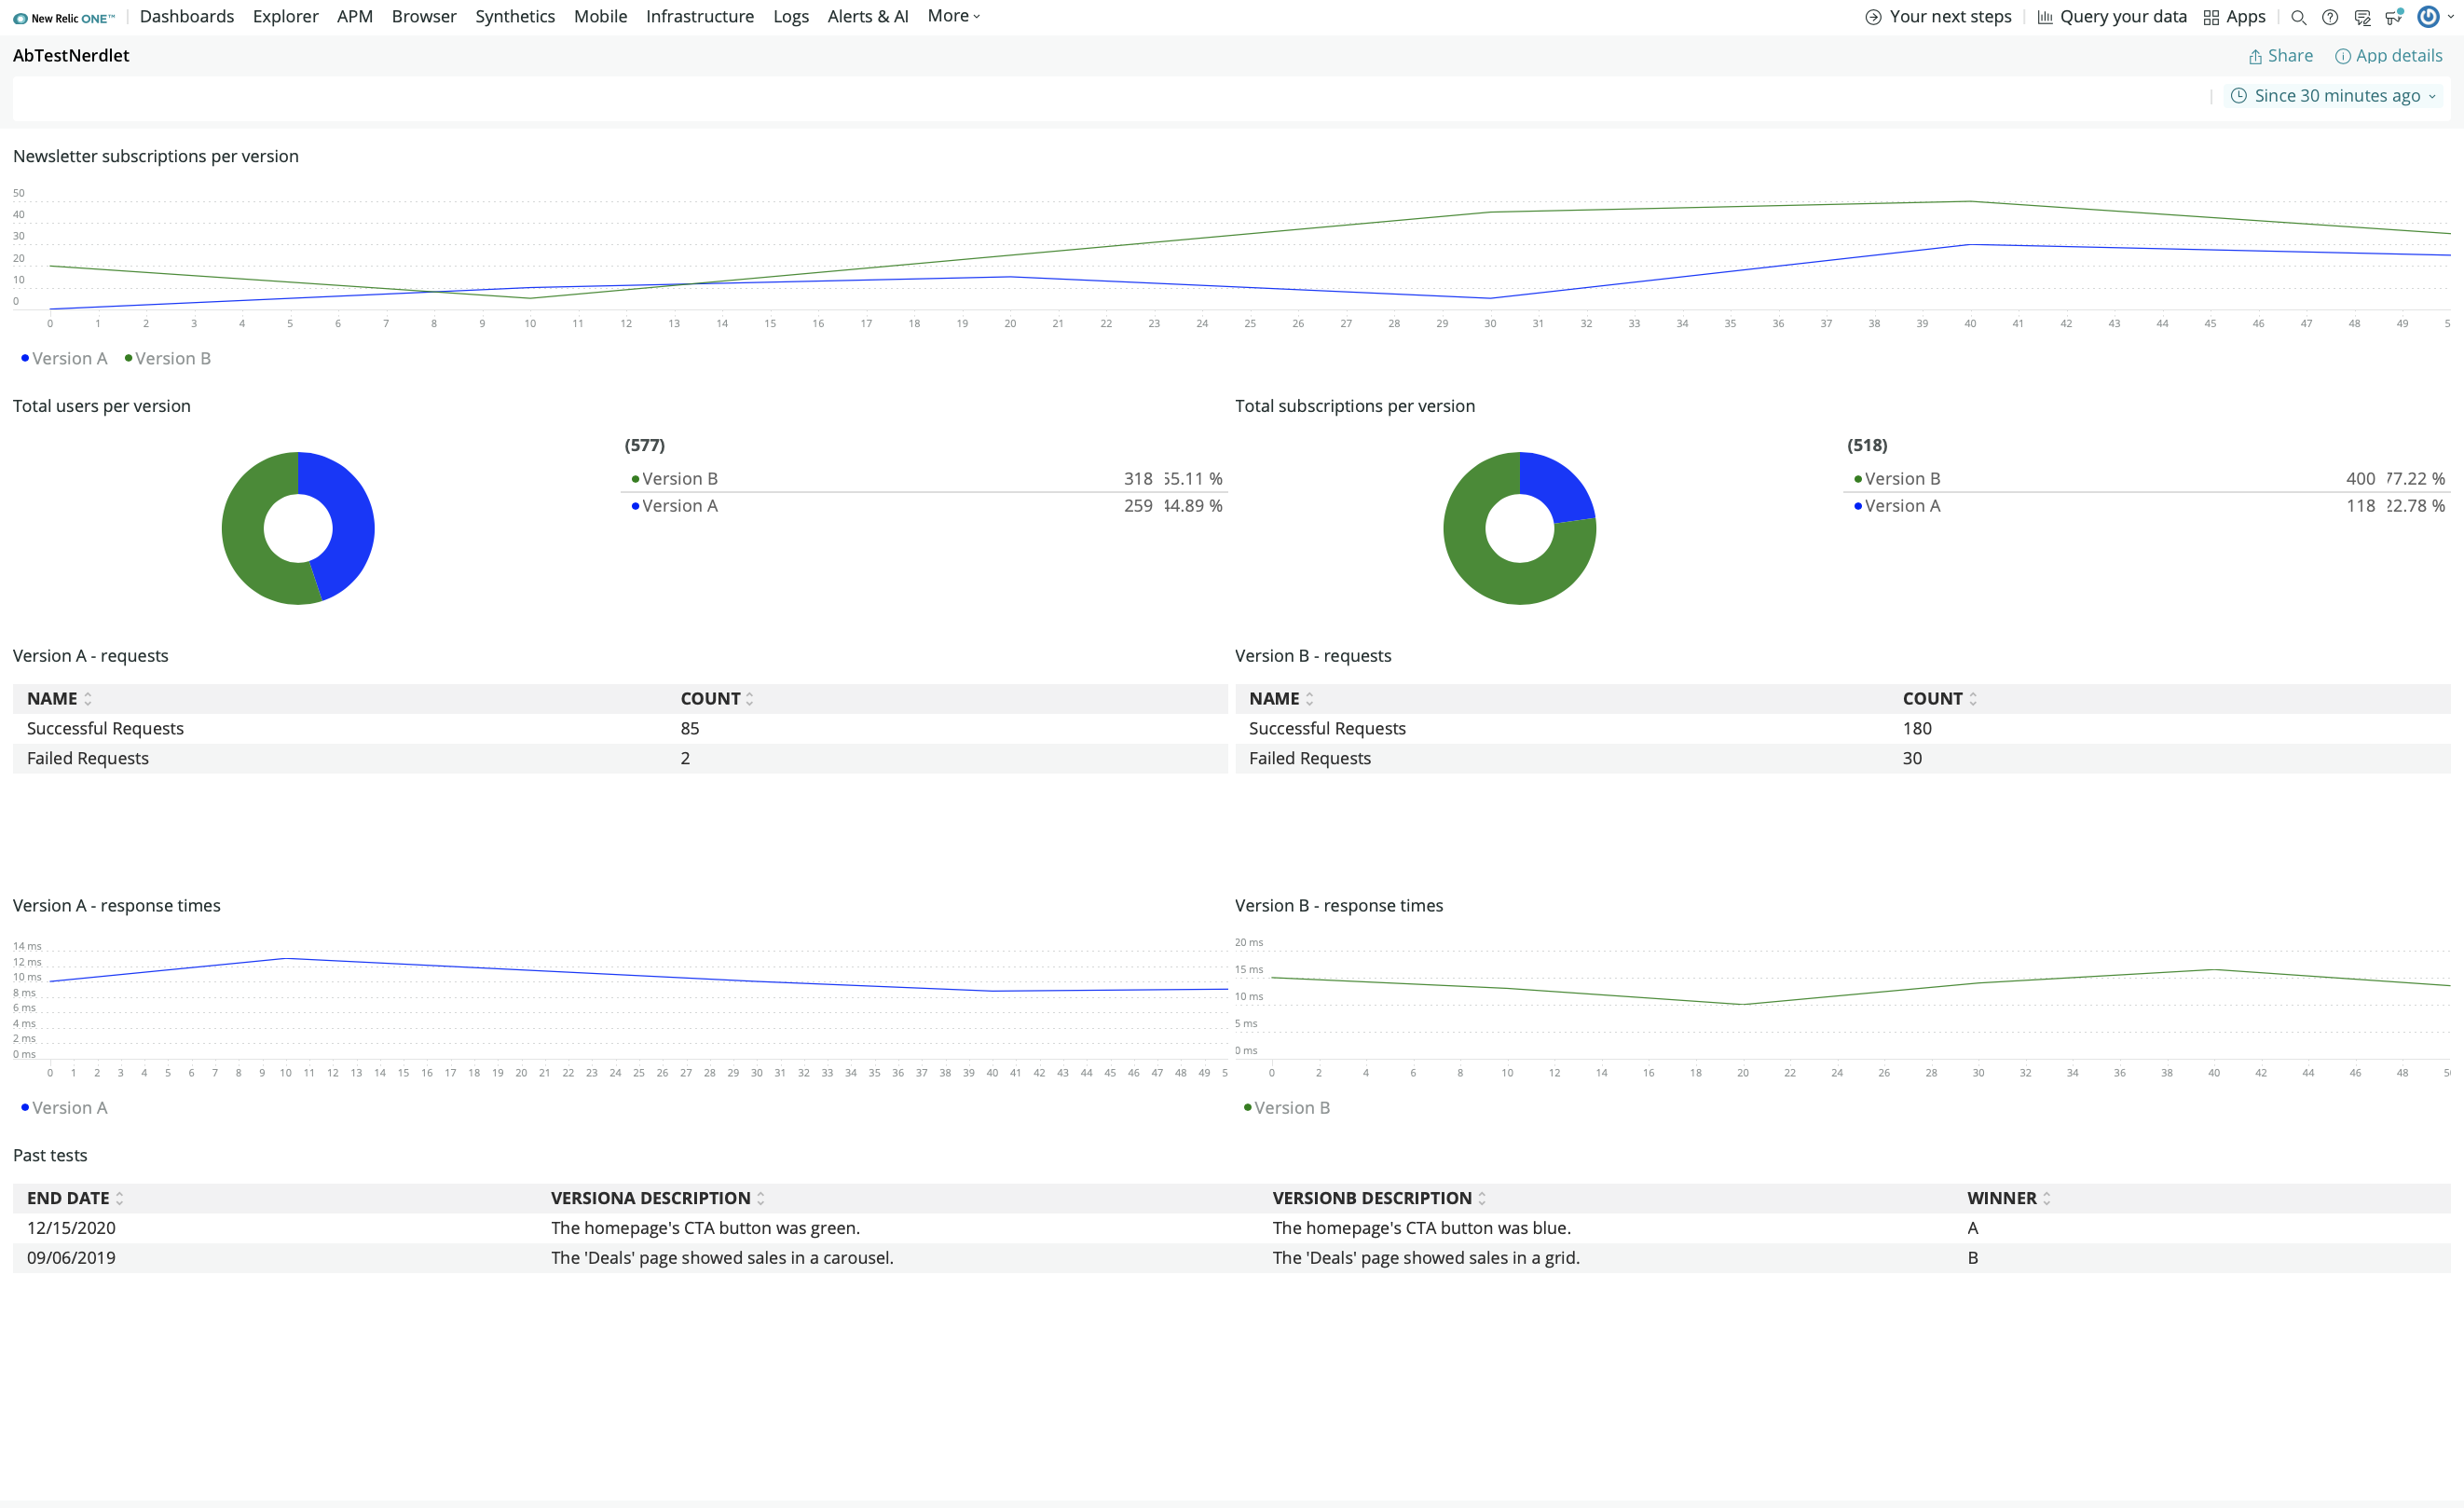 New Relic ONE™ Dashboards Explorer APM Browser Synthetics Mobile Infrastructure Logs Alerts & AI More Your next steps Query your data Apps
AbTestNerdlet Share App details
Since 30 minutes ago
Newsletter subscriptions per version
50
40
30
20
10
0
0 1 2 3 4 5 6 7 8 9 10 11 12 13 14 15 16 17 18 19 20 21 22 23 24 25 26 27 28 29 30 31 32 33 34 35 36 37 38 39 40 41 42 43 44 45 46 47 48 49 5
Version A Version B
Total users per version
(577)
Version B 318 55.11 %
Version A 259 44.89 %
Total subscriptions per version
(518)
Version B 400 77.22 %
Version A 118 22.78 %
Version A - requests
NAME COUNT
Successful Requests 85
Failed Requests 2
Version B - requests
NAME COUNT
Successful Requests 180
Failed Requests 30
Version A - response times
14 ms
12 ms
10 ms
8 ms
6 ms
4 ms
2 ms
0 ms
0 1 2 3 4 5 6 7 8 9 10 11 12 13 14 15 16 17 18 19 20 21 22 23 24 25 26 27 28 29 30 31 32 33 34 35 36 37 38 39 40 41 42 43 44 45 46 47 48 49 5
Version A
Version B - response times
20 ms
15 ms
10 ms
5 ms
0 ms
0 2 4 6 8 10 12 14 16 18 20 22 24 26 28 30 32 34 36 38 40 42 44 46 48 5
Version B
Past tests
END DATE VERSIONA DESCRIPTION VERSIONB DESCRIPTION WINNER
12/15/2020 The homepage's CTA button was green. The homepage's CTA button was blue. A
09/06/2019 The 'Deals' page showed sales in a carousel. The 'Deals' page showed sales in a grid. B